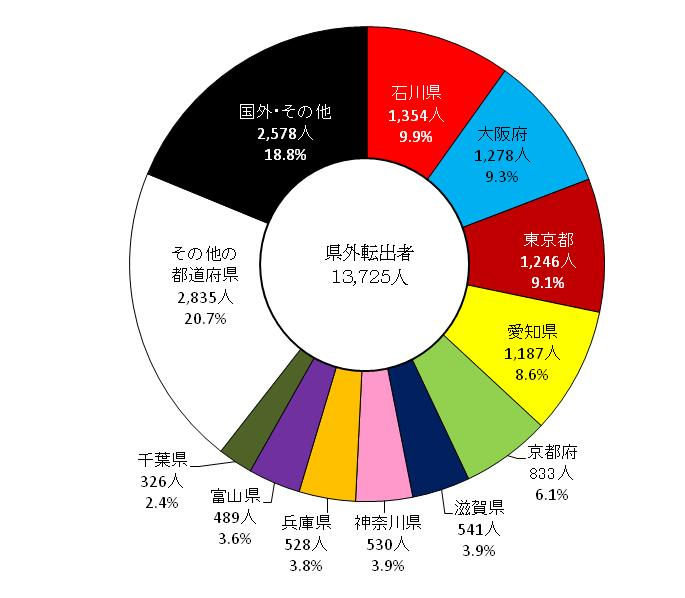 県外転出者
13,725人
石川県
1,354人
9.9%
大阪府
1,278人
9.3%
東京都
1,246人
9.1%
愛知県
1,187人
8.6%
京都府
833人
6.1%
滋賀県
541人
3.9%
神奈川県
530人
3.9%
兵庫県
528人
3.8%
富山県
489人
3.6%
千葉県
326人
2.4%
その他の
都道府県
2,835人
20.7%
国外・その他
2,578人
18.8%